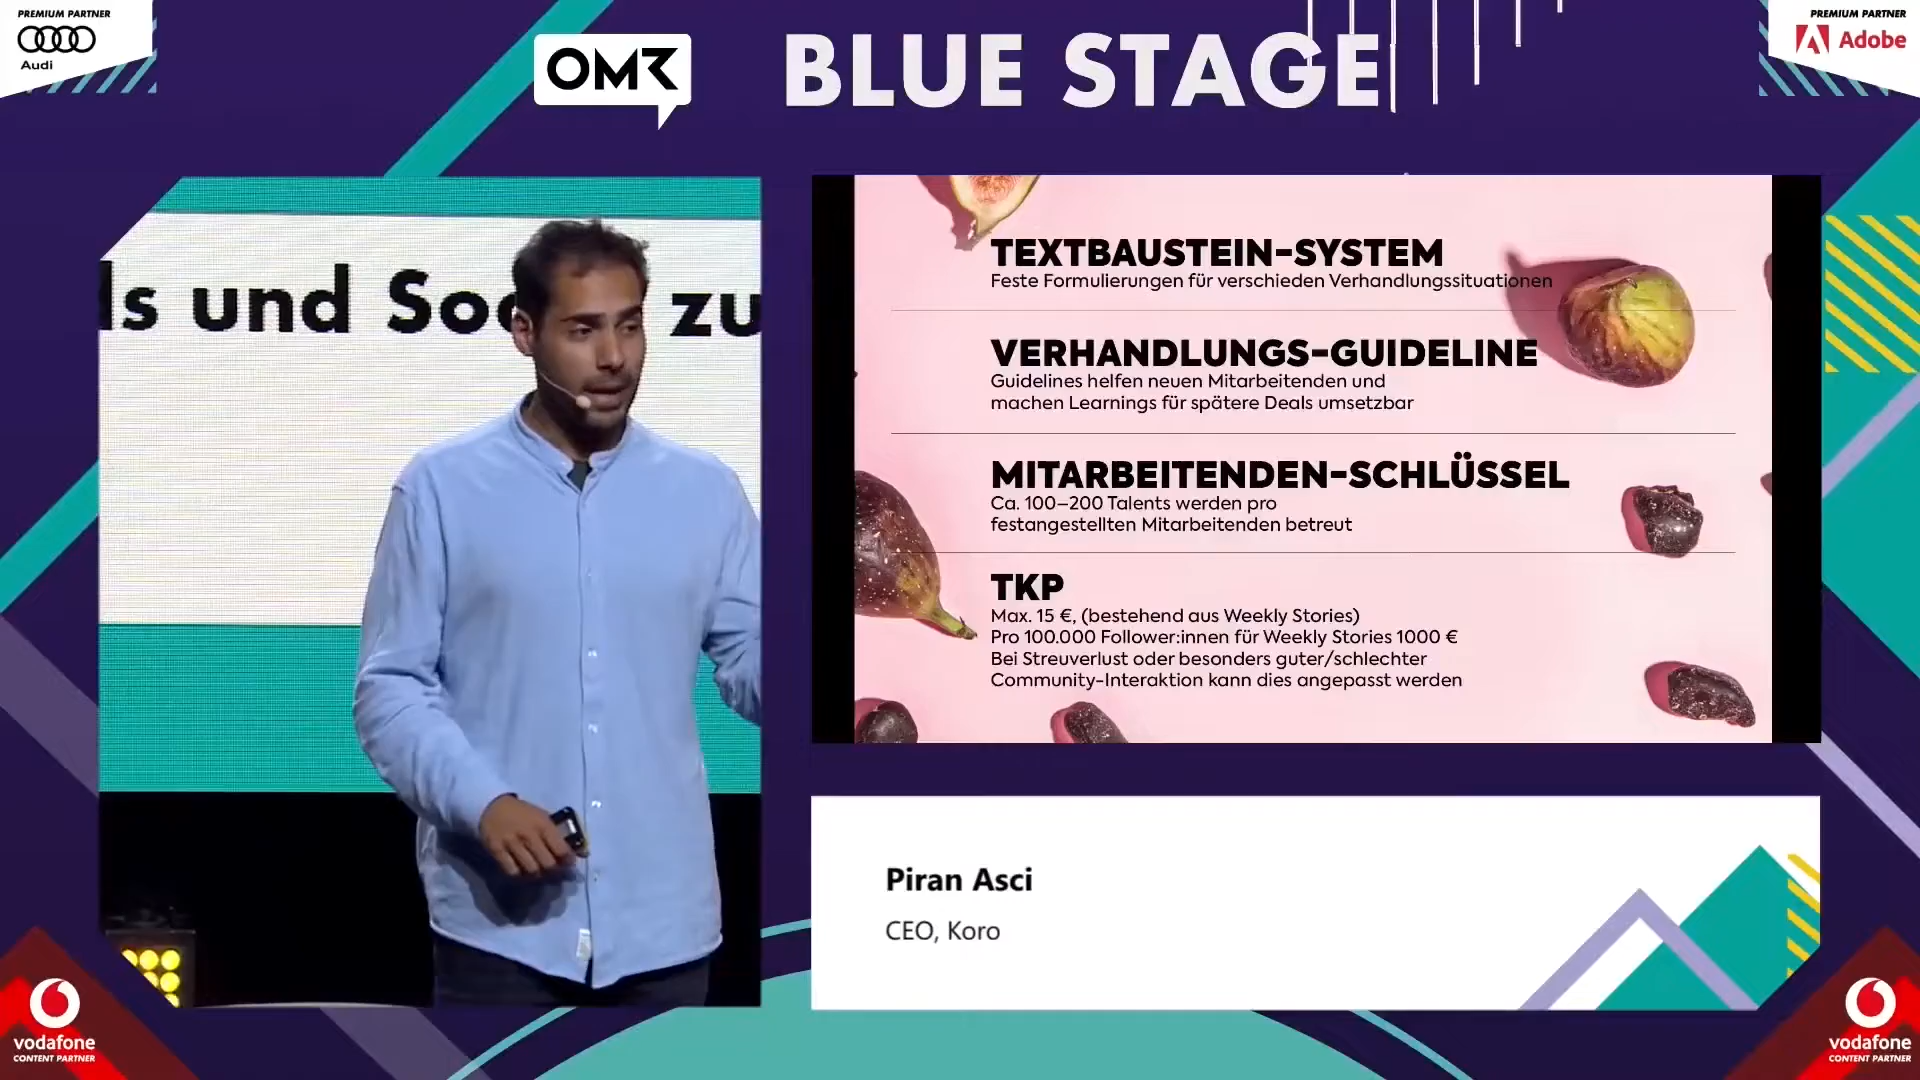 PREMIUM PARTNER
Audi
OMR
BLUE STAGE
PREMIUM PARTNER
Adobe
ls und Soc zu
TEXTBAUSTEIN-SYSTEM
Feste Formulierungen für verschieden Verhandlungssituationen
VERHANDLUNGS-GUIDELINE
Guidelines helfen neuen Mitarbeitenden und
machen Learnings für spätere Deals umsetzbar
MITARBEITENDEN-SCHLÜSSEL
Ca. 100–200 Talents werden pro
festangestellten Mitarbeitenden betreut
TKP
Max. 15 €, (bestehend aus Weekly Stories)
Pro 100.000 Follower:innen für Weekly Stories 1000 €
Bei Streuverlust oder besonders guter/schlechter
Community-Interaktion kann dies angepasst werden
Piran Asci
CEO, Koro
vodafone
CONTENT PARTNER
vodafone
CONTENT PARTNER